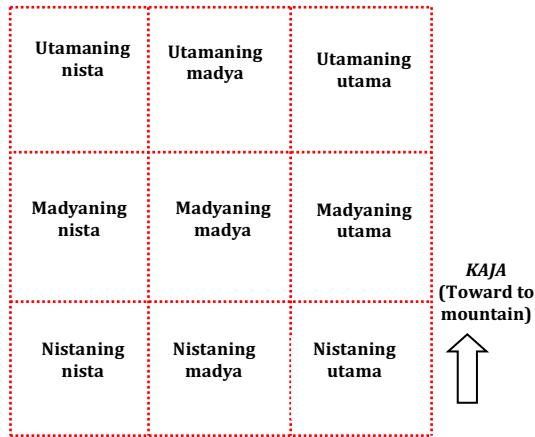 Utamaning
nista
Utamaning
madya
Utamaning
utama
Madyaning
nista
Madyaning
madya
Madyaning
utama
KAJA
(Toward to
mountain)
Nistaning
nista
Nistaning
madya
Nistaning
utama